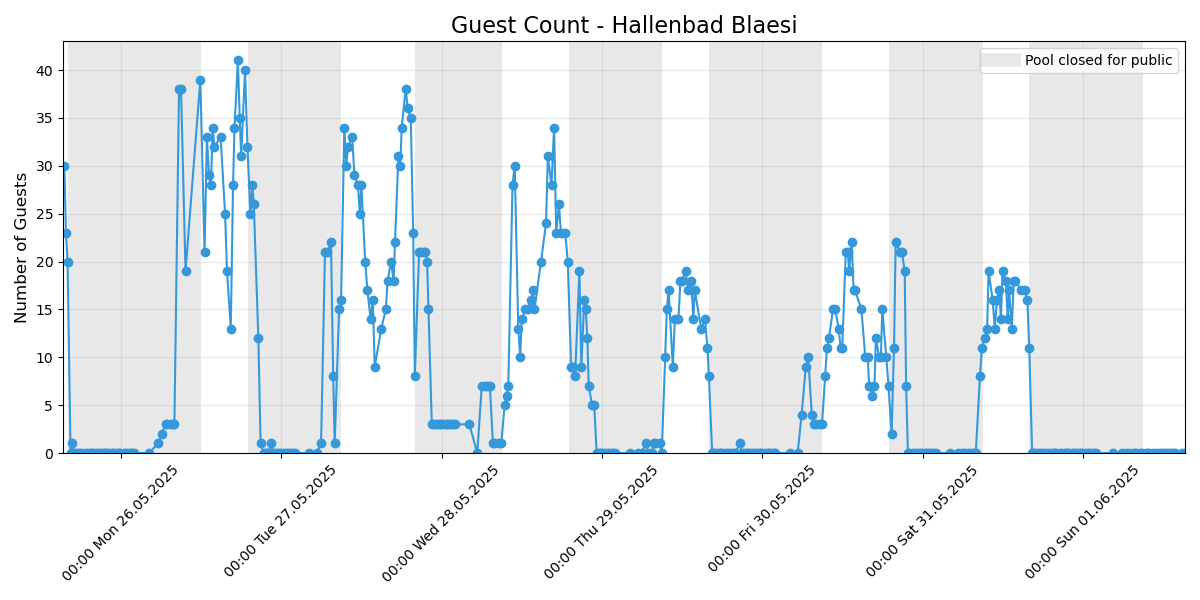 Guest Count - Hallenbad Blaesi
Pool closed for public
Number of Guests
40
35
30
25
20
15
10
5
0
00:00 Mon 26.05.2025
00:00 Tue 27.05.2025
00:00 Wed 28.05.2025
00:00 Thu 29.05.2025
00:00 Fri 30.05.2025
00:00 Sat 31.05.2025
00:00 Sun 01.06.2025